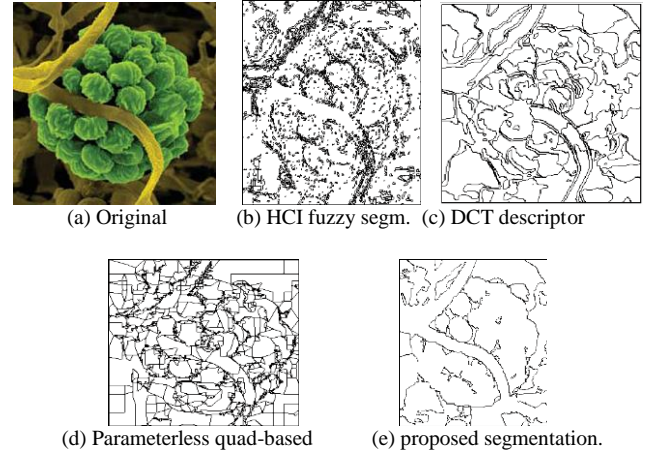 (a) Original (b) HCI fuzzy segm. (c) DCT descriptor
(d) Parameterless quad-based (e) proposed segmentation.